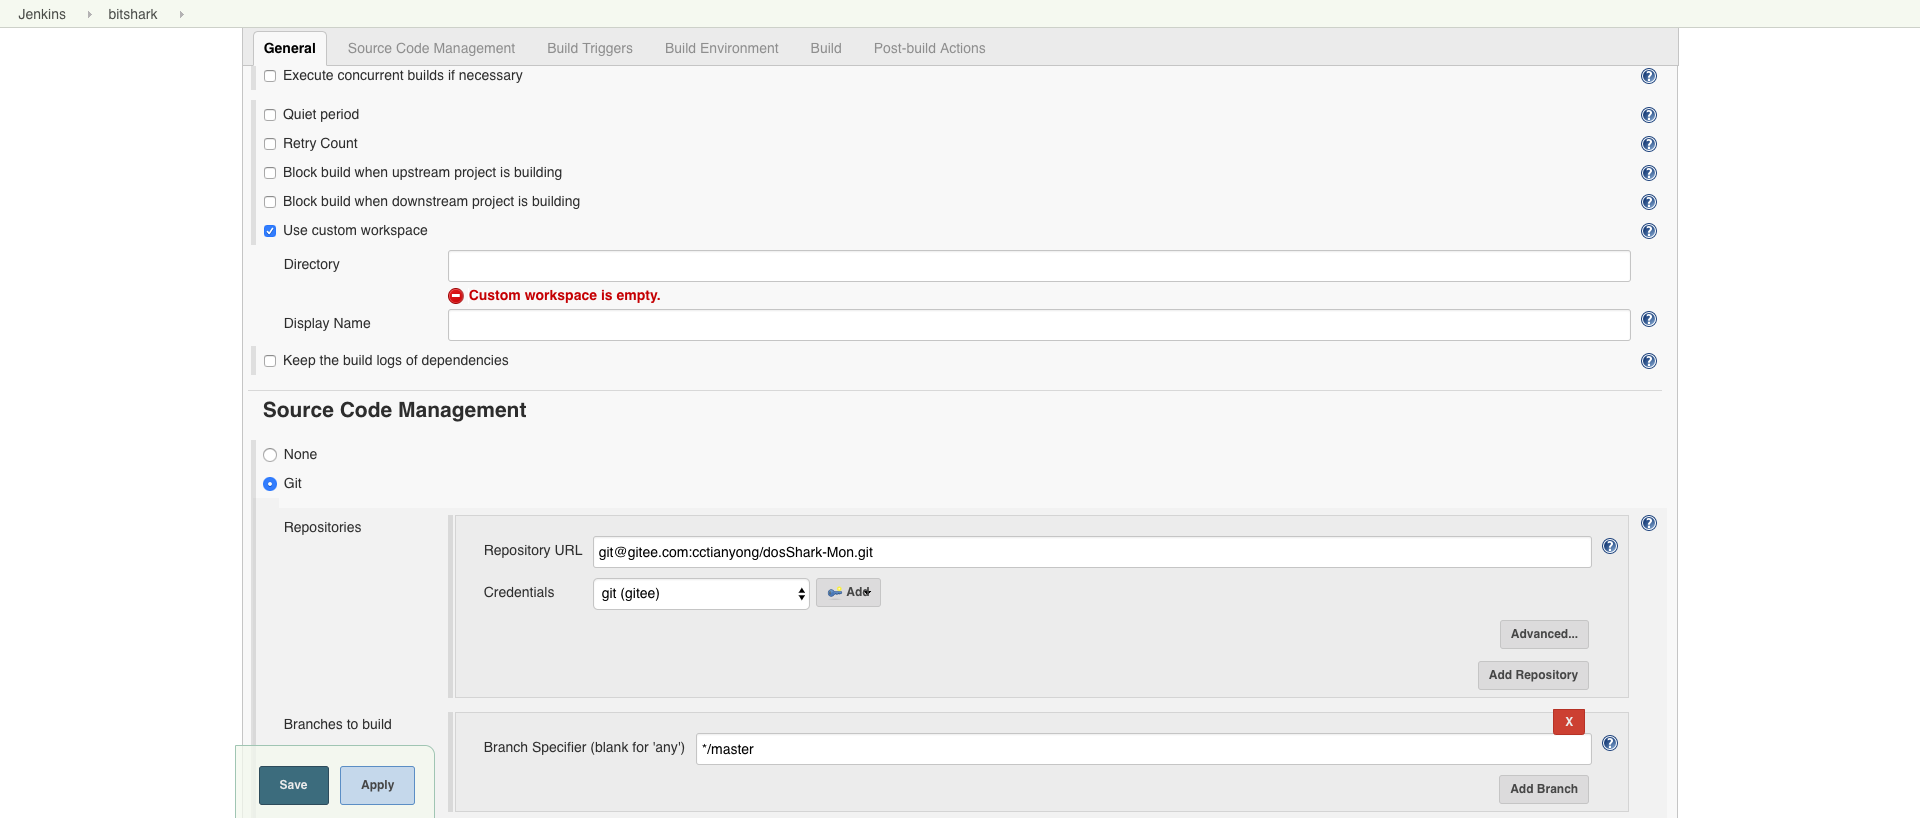 Jenkins bitshark
General Source Code Management Build Triggers Build Environment Build Post-build Actions
Execute concurrent builds if necessary
Quiet period
Retry Count
Block build when upstream project is building
Block build when downstream project is building
Use custom workspace
Directory
Custom workspace is empty.
Display Name
Keep the build logs of dependencies
Source Code Management
None
Git
Repositories
Repository URL git@gitee.com:cctianyong/dosShark-Mon.git
Credentials git (gitee) Add
Advanced...
Add Repository
Branches to build
X
Branch Specifier (blank for 'any') */master
Save Apply
Add Branch